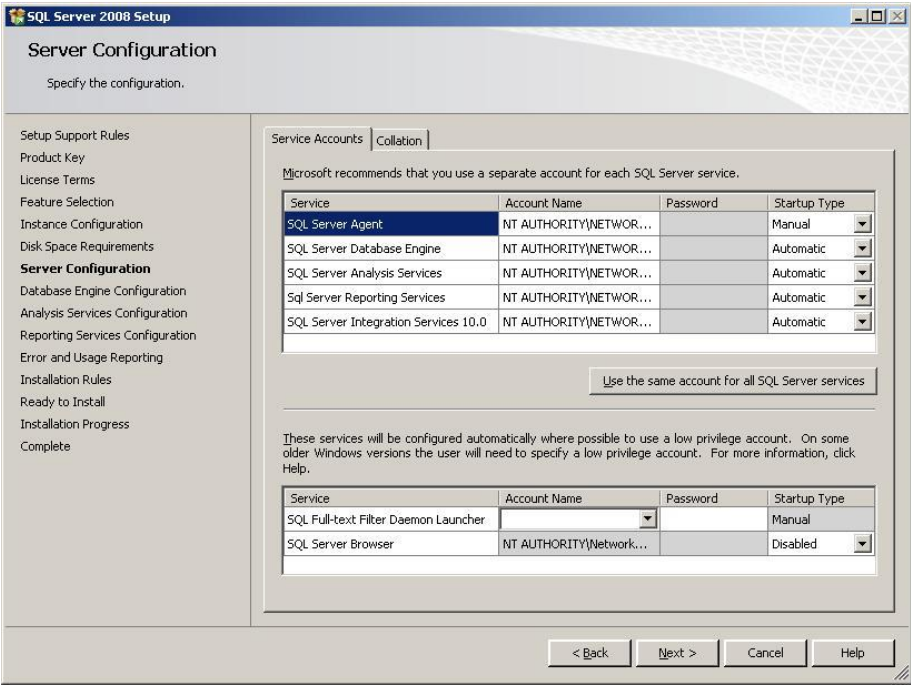 SQL Server 2008 Setup
Server Configuration
Specify the configuration.
Setup Support Rules
Product Key
License Terms
Feature Selection
Instance Configuration
Disk Space Requirements
Server Configuration
Database Engine Configuration
Analysis Services Configuration
Reporting Services Configuration
Error and Usage Reporting
Installation Rules
Ready to Install
Installation Progress
Complete
Service Accounts Collation
Microsoft recommends that you use a separate account for each SQL Server service.
Service Account Name Password Startup Type
SQL Server Agent NT AUTHORITY\NETWOR... Manual
SQL Server Database Engine NT AUTHORITY\NETWOR... Automatic
SQL Server Analysis Services NT AUTHORITY\NETWOR... Automatic
Sql Server Reporting Services NT AUTHORITY\NETWOR... Automatic
SQL Server Integration Services 10.0 NT AUTHORITY\NETWOR... Automatic
Use the same account for all SQL Server services
These services will be configured automatically where possible to use a low privilege account. On some
older Windows versions the user will need to specify a low privilege account. For more information, click
Help.
Service Account Name Password Startup Type
SQL Full-text Filter Daemon Launcher Manual
SQL Server Browser NT AUTHORITY\Network... Disabled
< Back Next > Cancel Help